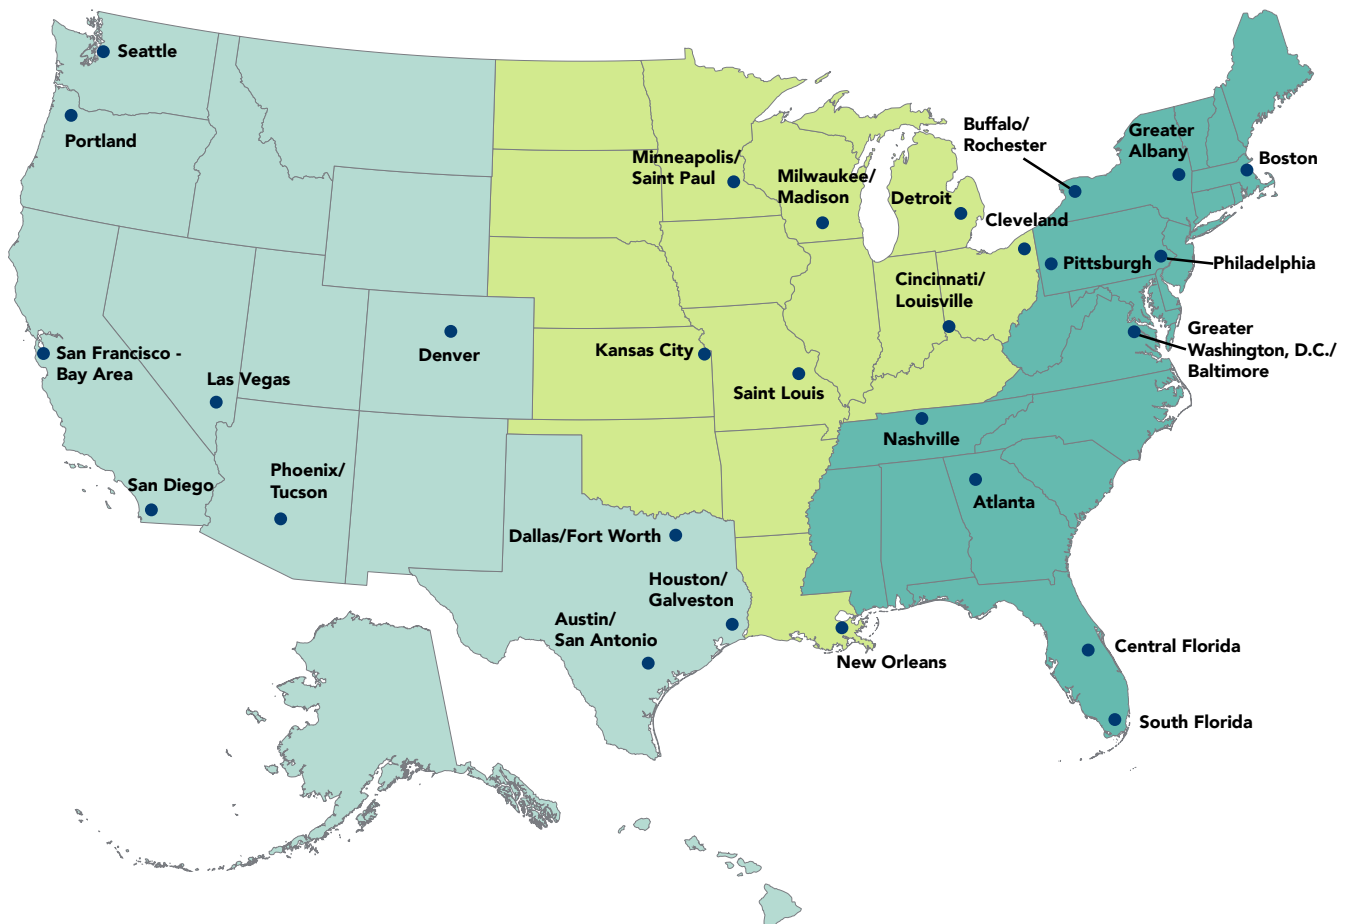 Seattle
Portland
Minneapolis/
Saint Paul
Milwaukee/
Madison
Detroit
Cleveland
Buffalo/
Rochester
Greater
Albany
Boston
Pittsburgh
Philadelphia
Cincinnati/
Louisville
Greater
Washington, D.C./
Baltimore
San Francisco -
Bay Area
Las Vegas
Denver
Kansas City
Saint Louis
Nashville
Atlanta
San Diego
Phoenix/
Tucson
Dallas/Fort Worth
Houston/
Galveston
Austin/
San Antonio
New Orleans
Central Florida
South Florida